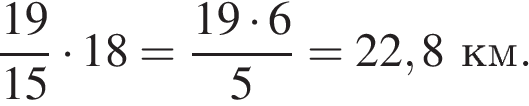 19/15 · 18 = (19 · 6)/5 = 22,8 км.